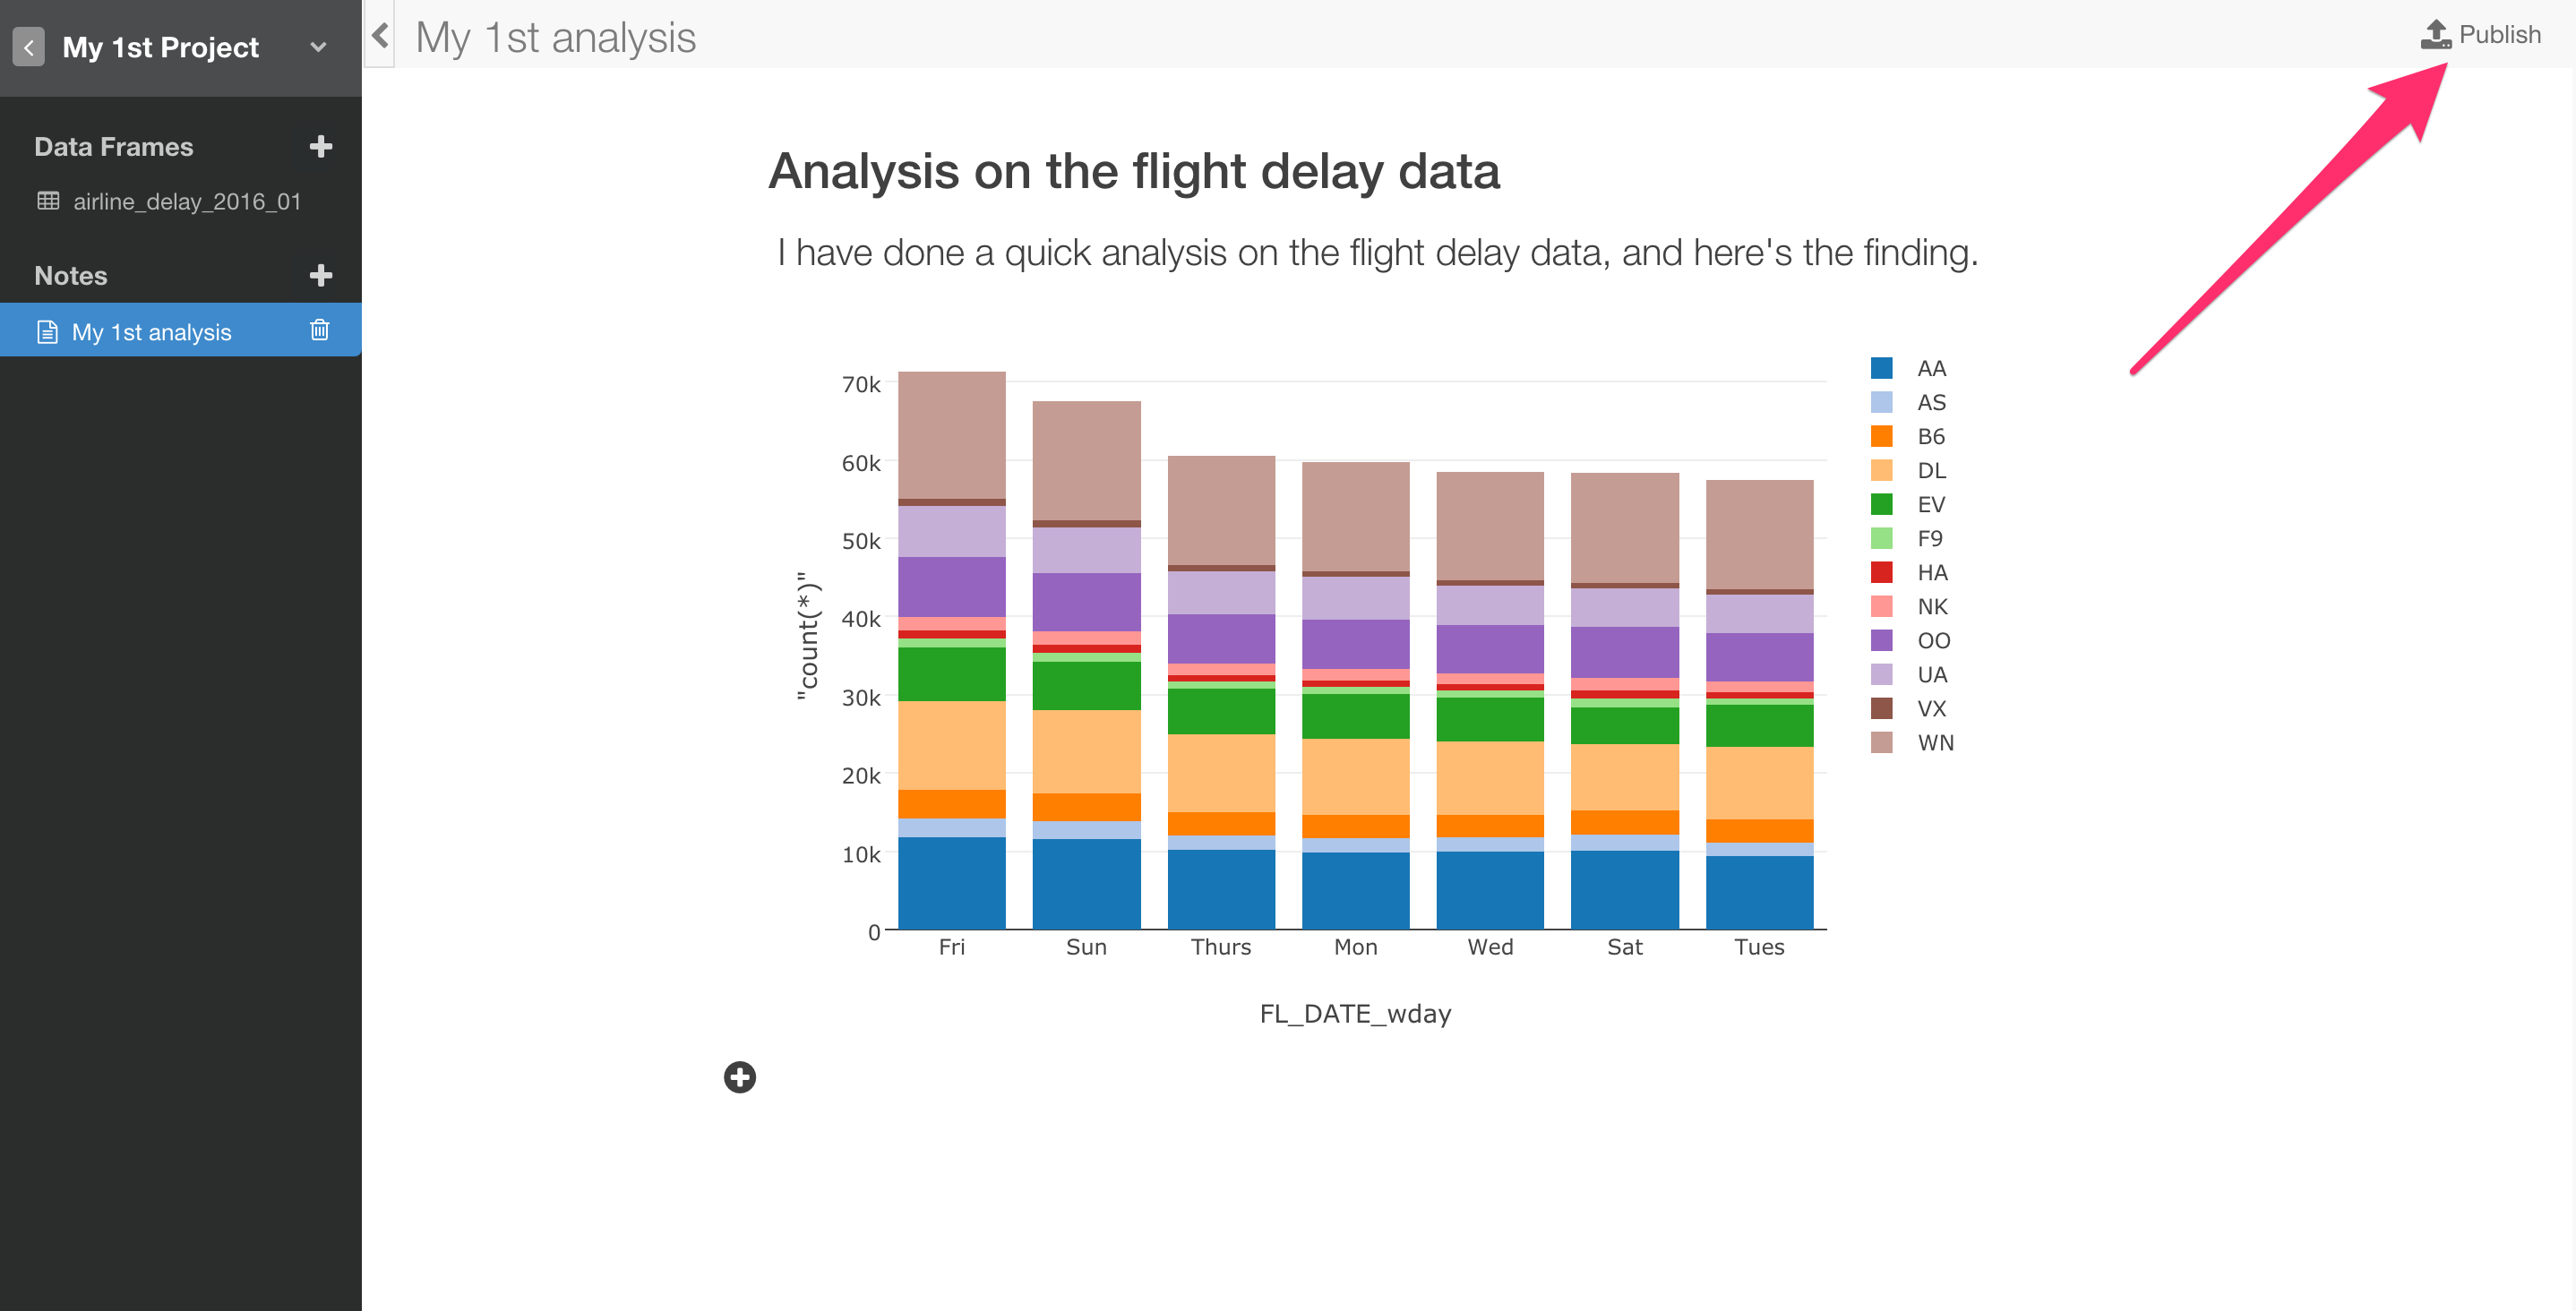 My 1st Project
Data Frames
airline_delay_2016_01
Notes
My 1st analysis
My 1st analysis
Publish
Analysis on the flight delay data
I have done a quick analysis on the flight delay data, and here's the finding.
"count(*)"
70k
60k
50k
40k
30k
20k
10k
0
Fri Sun Thurs Mon Wed Sat Tues
FL_DATE_wday
AA
AS
B6
DL
EV
F9
HA
NK
OO
UA
VX
WN